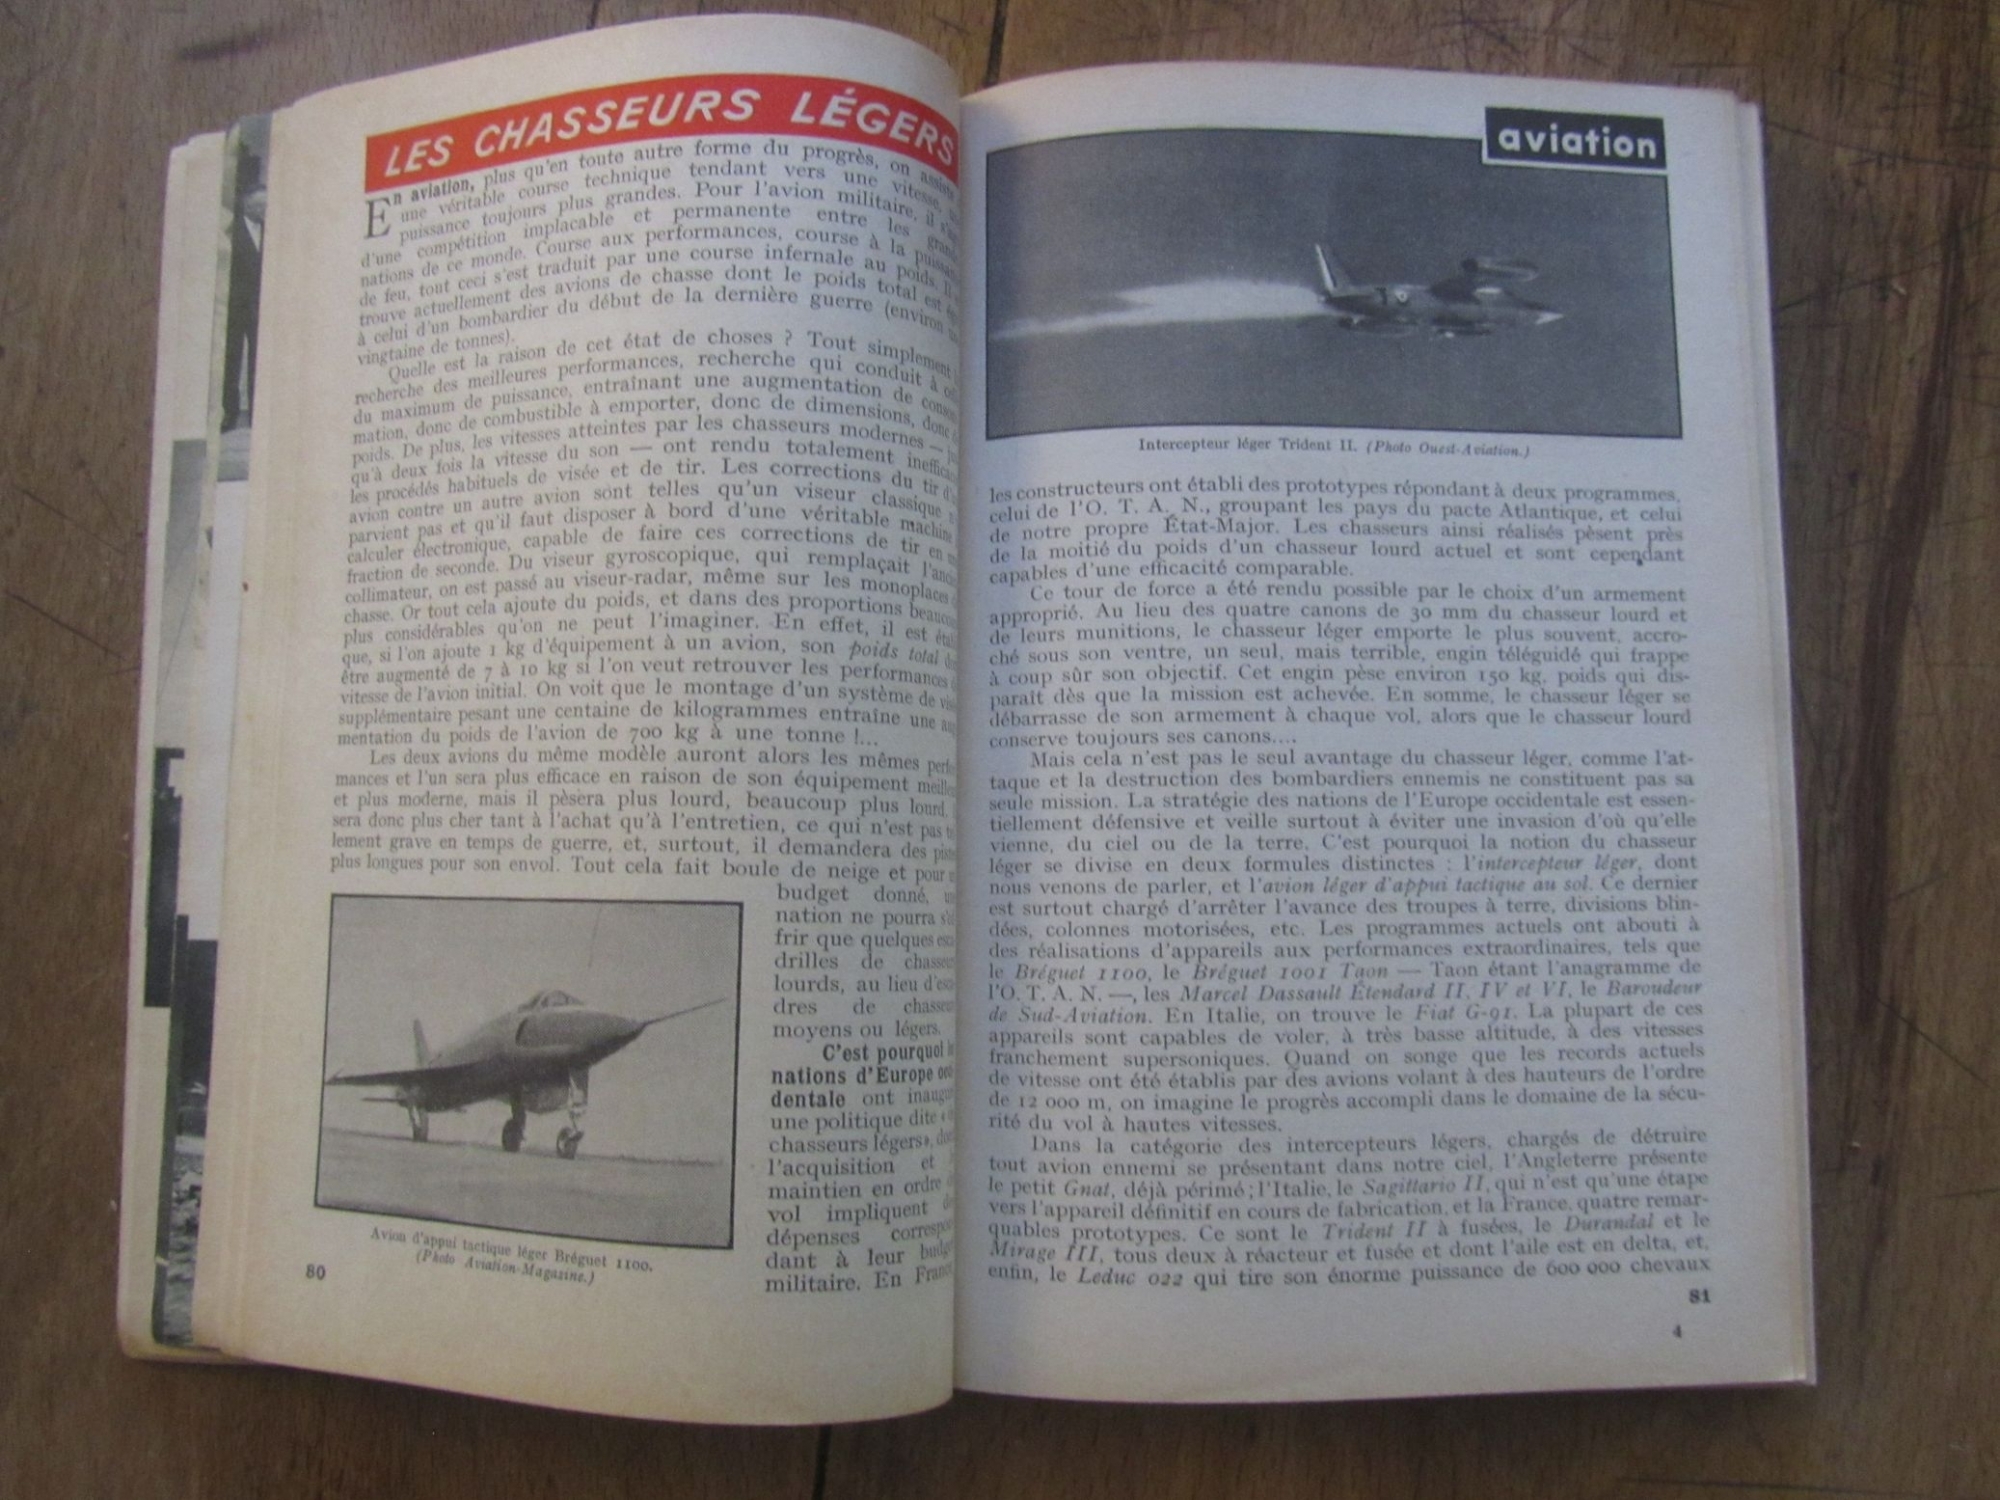 LES CHASSEURS LÉGERS
En aviation, plus qu'en toute autre forme du progrès, on assiste
une véritable course technique tendant vers une vitesse,
puissance toujours plus grandes. Pour l'avion militaire, il s'agit
d'une compétition implacable et permanente entre les grandes
nations de ce monde. Course aux performances, course à la puissance
de feu, tout ceci s'est traduit par une course infernale au poids.
trouve actuellement des avions de chasse dont le poids total est
à celui d'un bombardier du début de la dernière guerre (environ
vingtaine de tonnes).
Quelle est la raison de cet état de choses ? Tout simplement
recherche des meilleures performances, recherche qui conduit à
du maximum de puissance, entraînant une augmentation de consom-
mation, donc de combustible à emporter, donc de dimensions, donc
poids. De plus, les vitesses atteintes par les chasseurs modernes —
qu'à deux fois la vitesse du son — ont rendu totalement inefficaces
les procédés habituels de visée et de tir. Les corrections du tir d'un
avion contre un autre avion sont telles qu'un viseur classique
parvient pas et qu'il faut disposer à bord d'une véritable machine
calculer électronique, capable de faire ces corrections de tir en
fraction de seconde. Du viseur gyroscopique, qui remplaçait l'ancien
collimateur, on est passé au viseur-radar, même sur les monoplaces
chasse. Or tout cela ajoute du poids, et dans des proportions beaucoup
plus considérables qu'on ne peut l'imaginer. En effet, il est établi
que, si l'on ajoute 1 kg d'équipement à un avion, son poids total
être augmenté de 7 à 10 kg si l'on veut retrouver les performances
vitesse de l'avion initial. On voit que le montage d'un système de
supplémentaire pesant une centaine de kilogrammes entraîne une aug-
mentation du poids de l'avion de 700 kg à une tonne !...
Les deux avions du même modèle auront alors les mêmes perfor-
mances et l'un sera plus efficace en raison de son équipement meilleur
et plus moderne, mais il pèsera plus lourd, beaucoup plus lourd,
sera donc plus cher tant à l'achat qu'à l'entretien, ce qui n'est pas
lement grave en temps de guerre, et, surtout, il demandera des pistes
plus longues pour son envol. Tout cela fait boule de neige et pour
budget donné,
nation ne pourra
frir que quelques
drilles de chasseurs
lourds, au lieu
dres de chasseurs
moyens ou légers.
C'est pourquoi
nations d'Europe occi-
dentale ont inauguré
une politique dite «
chasseurs légers»,
l'acquisition et
maintien en ordre
vol impliquent
dépenses correspon-
dant à leur budget
militaire. En France
Avion d'appui tactique léger Bréguet 1100.
(Photo Aviation-Magazine.)
80
aviation
Intercepteur léger Trident II. (Photo Ouest-Aviation.)
les constructeurs ont établi des prototypes répondant à deux programmes,
celui de l'O. T. A. N., groupant les pays du pacte Atlantique, et celui
de notre propre État-Major. Les chasseurs ainsi réalisés pèsent près
de la moitié du poids d'un chasseur lourd actuel et sont cependant
capables d'une efficacité comparable.
Ce tour de force a été rendu possible par le choix d'un armement
approprié. Au lieu des quatre canons de 30 mm du chasseur lourd et
de leurs munitions, le chasseur léger emporte le plus souvent, accro-
ché sous son ventre, un seul, mais terrible, engin téléguidé qui frappe
à coup sûr son objectif. Cet engin pèse environ 150 kg, poids qui dis-
paraît dès que la mission est achevée. En somme, le chasseur léger se
débarrasse de son armement à chaque vol, alors que le chasseur lourd
conserve toujours ses canons....
Mais cela n'est pas le seul avantage du chasseur léger, comme l'at-
taque et la destruction des bombardiers ennemis ne constituent pas sa
seule mission. La stratégie des nations de l'Europe occidentale est essen-
tiellement défensive et veille surtout à éviter une invasion d'où qu'elle
vienne, du ciel ou de la terre. C'est pourquoi la notion du chasseur
léger se divise en deux formules distinctes : l'intercepteur léger, dont
nous venons de parler, et l'avion léger d'appui tactique au sol. Ce dernier
est surtout chargé d'arrêter l'avance des troupes à terre, divisions blin-
dées, colonnes motorisées, etc. Les programmes actuels ont abouti à
des réalisations d'appareils aux performances extraordinaires, tels que
le Bréguet 1100, le Bréguet 1001 Taon — Taon étant l'anagramme de
l'O. T. A. N. —, les Marcel Dassault Étendard II, IV et VI, le Baroudeur
de Sud-Aviation. En Italie, on trouve le Fiat G-91. La plupart de ces
appareils sont capables de voler, à très basse altitude, à des vitesses
franchement supersoniques. Quand on songe que les records actuels
de vitesse ont été établis par des avions volant à des hauteurs de l'ordre
de 12 000 m, on imagine le progrès accompli dans le domaine de la sécu-
rité du vol à hautes vitesses.
Dans la catégorie des intercepteurs légers, chargés de détruire
tout avion ennemi se présentant dans notre ciel, l'Angleterre présente
le petit Gnat, déjà périmé ; l'Italie, le Sagittario II, qui n'est qu'une étape
vers l'appareil définitif en cours de fabrication, et la France, quatre remar-
quables prototypes. Ce sont le Trident II à fusées, le Durandal et le
Mirage III, tous deux à réacteur et fusée et dont l'aile est en delta, et,
enfin, le Leduc 022 qui tire son énorme puissance de 600 000 chevaux
81
4